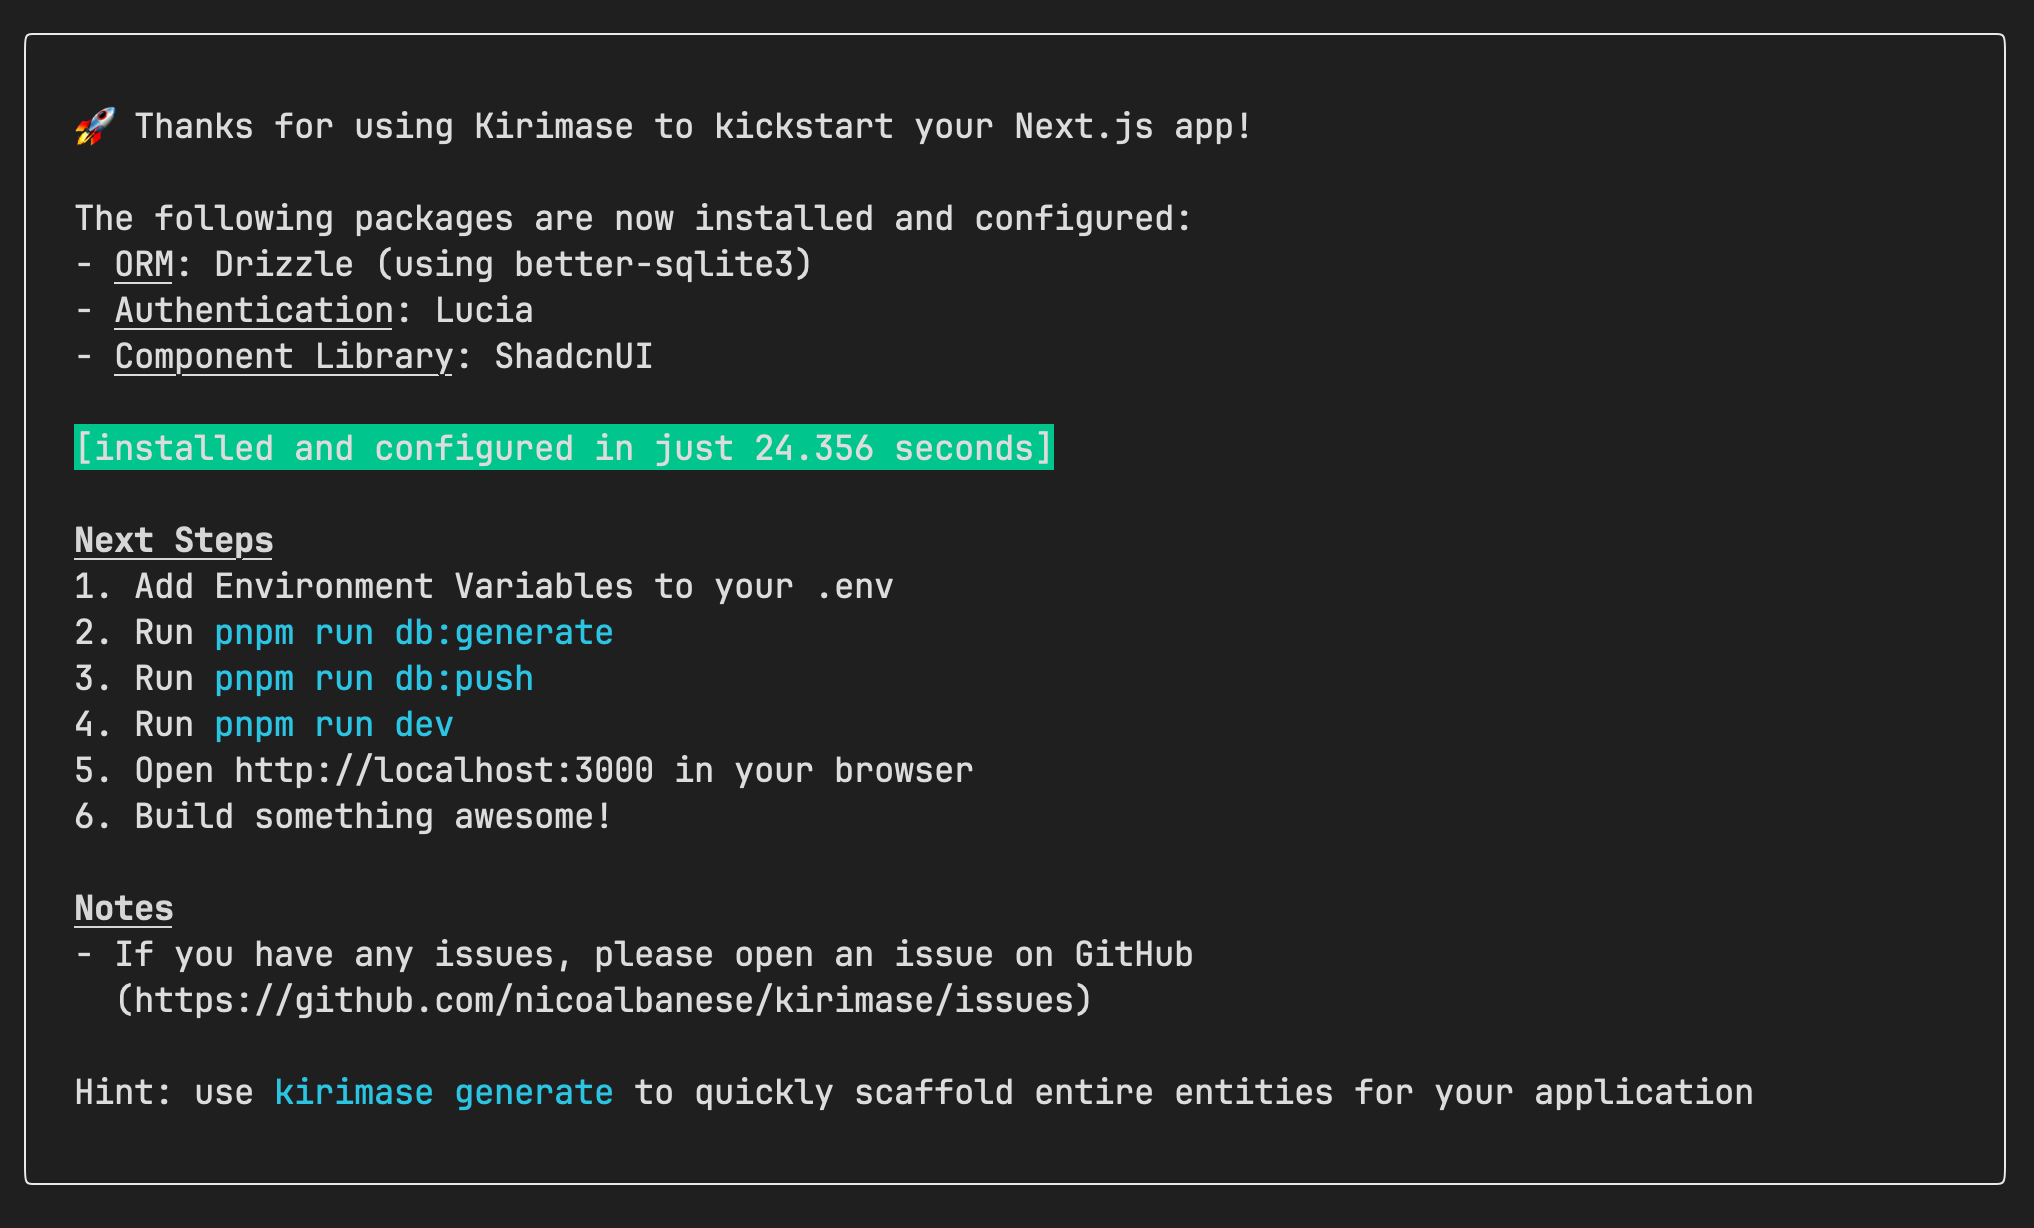 🚀 Thanks for using Kirimase to kickstart your Next.js app!
The following packages are now installed and configured:
- ORM: Drizzle (using better-sqlite3)
- Authentication: Lucia
- Component Library: ShadcnUI
[installed and configured in just 24.356 seconds]
Next Steps
1. Add Environment Variables to your .env
2. Run pnpm run db:generate
3. Run pnpm run db:push
4. Run pnpm run dev
5. Open http://localhost:3000 in your browser
6. Build something awesome!
Notes
- If you have any issues, please open an issue on GitHub
(https://github.com/nicoalbanese/kirimase/issues)
Hint: use kirimase generate to quickly scaffold entire entities for your application